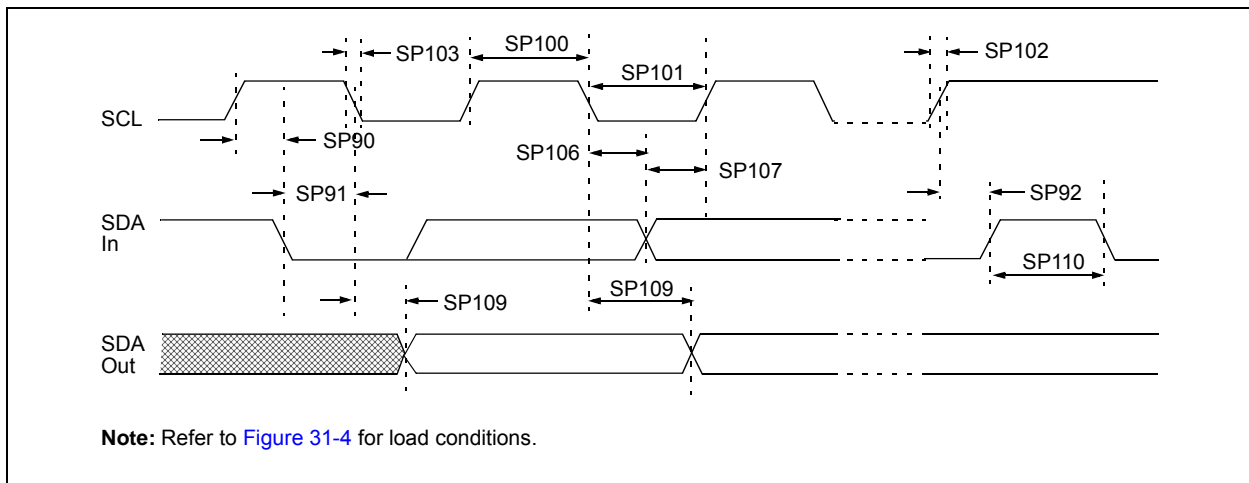 SP103
SP100
SP101
SP102
SCL
SP90
SP106
SP107
SP91
SP92
SDA
In
SP110
SP109
SP109
SDA
Out
Note: Refer to Figure 31-4 for load conditions.